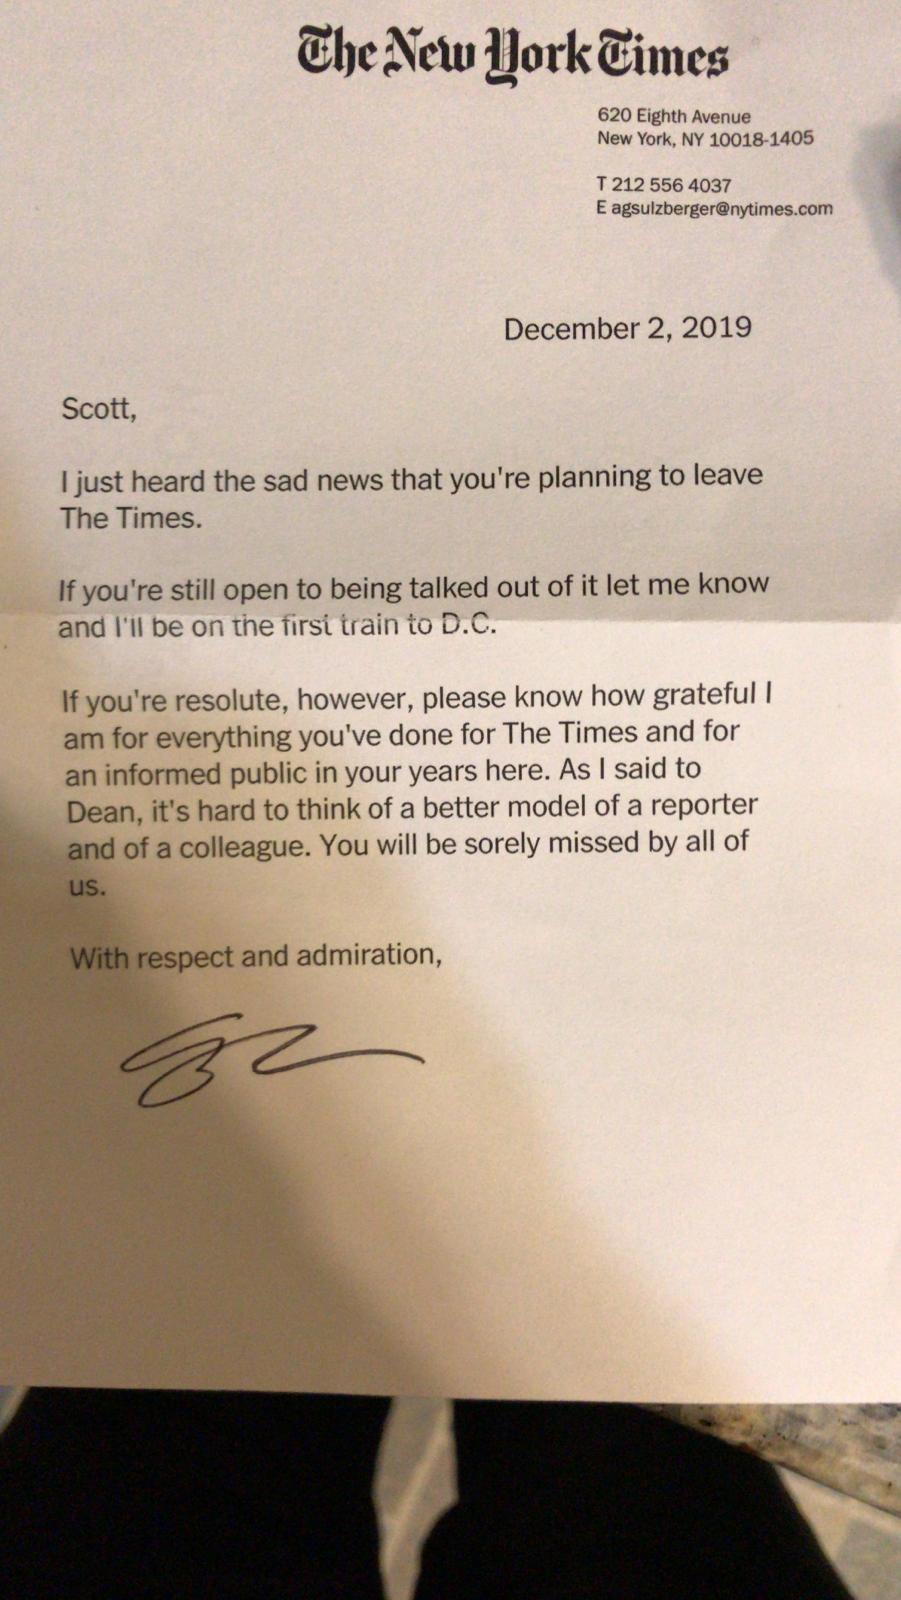 The New York Times
620 Eighth Avenue
New York, NY 10018-1405
T 212 556 4037
E agsulzberger@nytimes.com
December 2, 2019
Scott,
I just heard the sad news that you're planning to leave
The Times.
If you're still open to being talked out of it let me know
and I'll be on the first train to D.C.
If you're resolute, however, please know how grateful I
am for everything you've done for The Times and for
an informed public in your years here. As I said to
Dean, it's hard to think of a better model of a reporter
and of a colleague. You will be sorely missed by all of
us.
With respect and admiration,